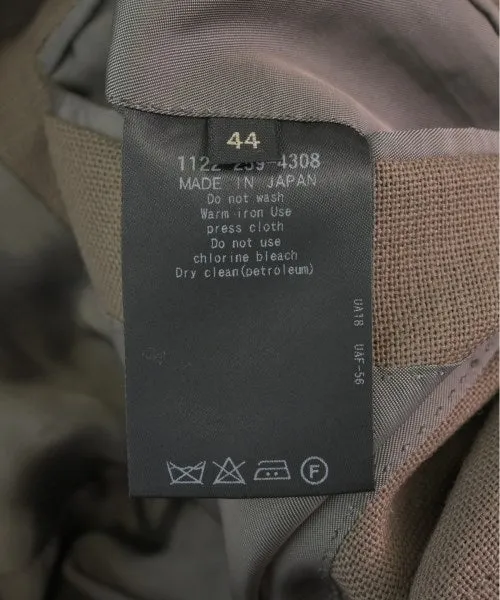 44
1122-259-4308
MADE IN JAPAN
Do not wash
Warm iron Use
press cloth
Do not use
chlorine bleach
Dry clean(petroleum)
UA18 UAF-56
F